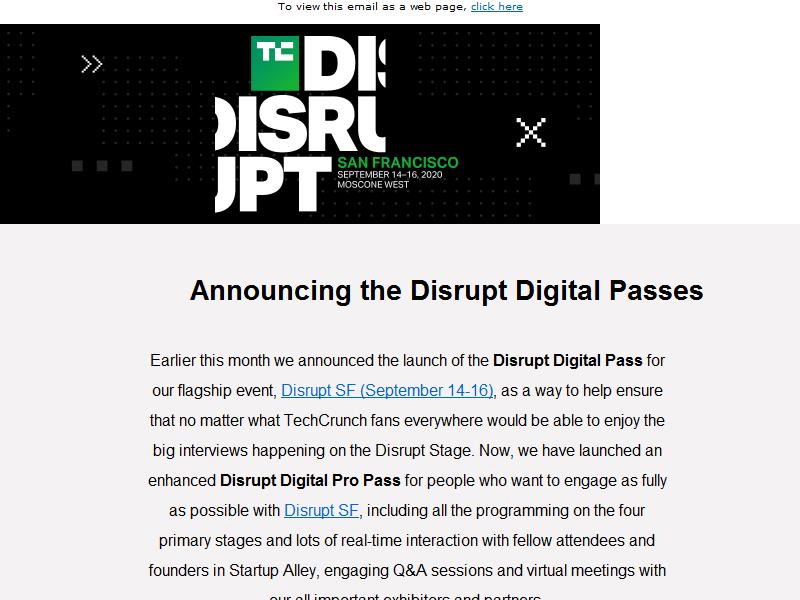 To view this email as a web page, click here
TC DIS
DISRU
UPT
SAN FRANCISCO
SEPTEMBER 14–16, 2020
MOSCONE WEST
Announcing the Disrupt Digital Passes
Earlier this month we announced the launch of the Disrupt Digital Pass for
our flagship event, Disrupt SF (September 14-16), as a way to help ensure
that no matter what TechCrunch fans everywhere would be able to enjoy the
big interviews happening on the Disrupt Stage. Now, we have launched an
enhanced Disrupt Digital Pro Pass for people who want to engage as fully
as possible with Disrupt SF, including all the programming on the four
primary stages and lots of real-time interaction with fellow attendees and
founders in Startup Alley, engaging Q&A sessions and virtual meetings with
our all important exhibitors and partners.